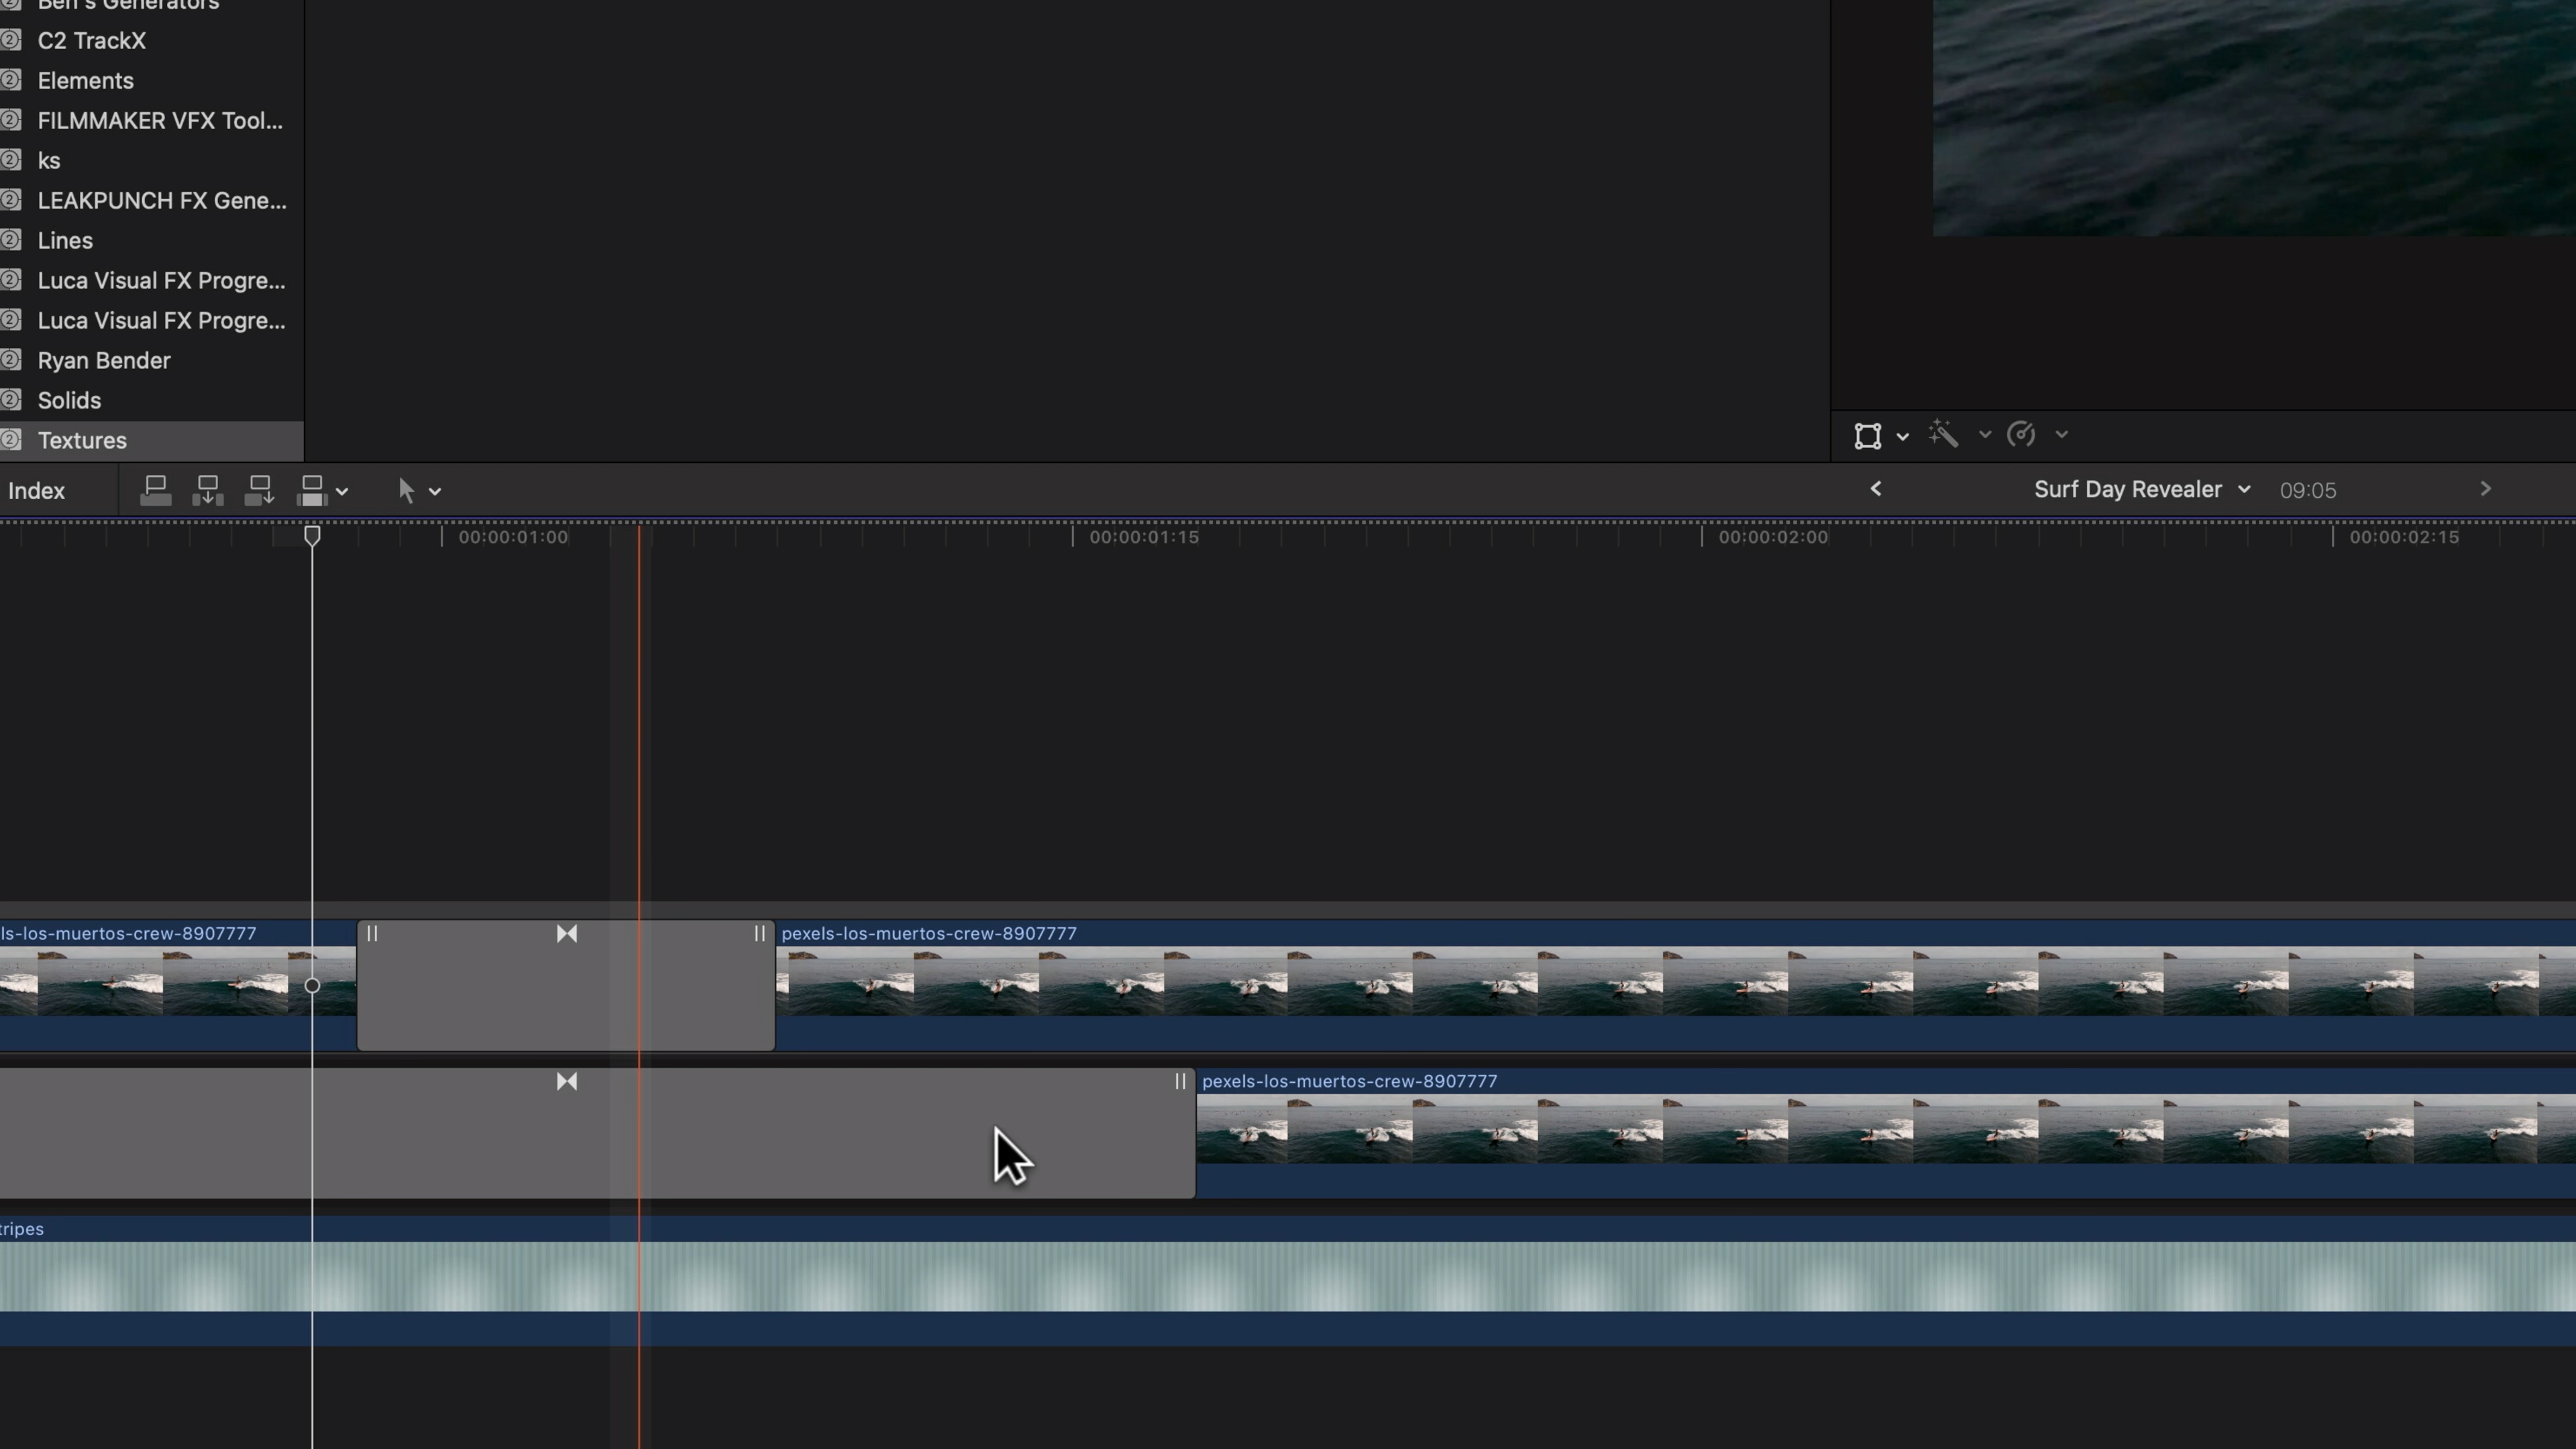 Ben's Generators
C2 TrackX
Elements
FILMMAKER VFX Tool...
ks
LEAKPUNCH FX Gene...
Lines
Luca Visual FX Progre...
Luca Visual FX Progre...
Ryan Bender
Solids
Textures
Index
Surf Day Revealer
09:05
00:00:01:00
00:00:01:15
00:00:02:00
00:00:02:15
ls-los-muertos-crew-8907777
pexels-los-muertos-crew-8907777
pexels-los-muertos-crew-8907777
tripes